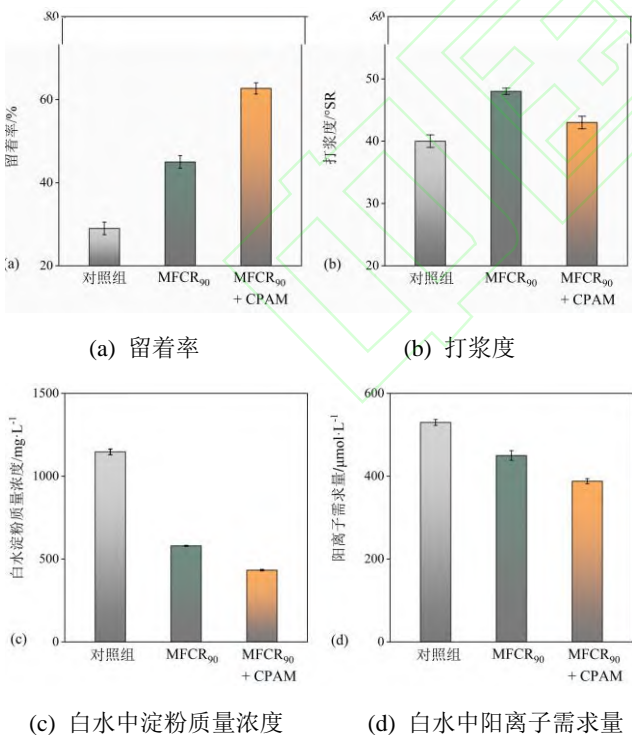 80
60
40
20
留着率/%
(a)
对照组
MFCR₉₀
MFCR₉₀
+ CPAM
60
50
40
30
20
打浆度/°SR
(b)
对照组
MFCR₉₀
MFCR₉₀
+ CPAM
(a) 留着率
(b) 打浆度
1500
1000
500
0
白水淀粉质量浓度/mg·L⁻¹
(c)
对照组
MFCR₉₀
MFCR₉₀
+ CPAM
600
400
200
0
阳离子需求量/μmol·L⁻¹
(d)
对照组
MFCR₉₀
MFCR₉₀
+ CPAM
(c) 白水中淀粉质量浓度
(d) 白水中阳离子需求量